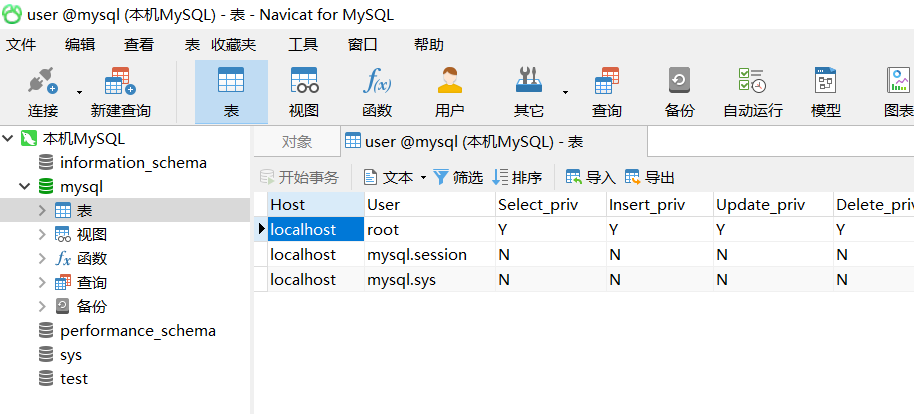 user @mysql (本机MySQL) - 表 - Navicat for MySQL
文件 编辑 查看 表 收藏夹 工具 窗口 帮助
连接 新建查询 表 视图 函数 用户 其它 查询 备份 自动运行 模型 图表
本机MySQL
information_schema
mysql
表
视图
函数
查询
备份
performance_schema
sys
test
对象 user @mysql (本机MySQL) - 表
开始事务 文本 筛选 排序 导入 导出
Host User Select_priv Insert_priv Update_priv Delete_priv
localhost root Y Y Y Y
localhost mysql.session N N N N
localhost mysql.sys N N N N